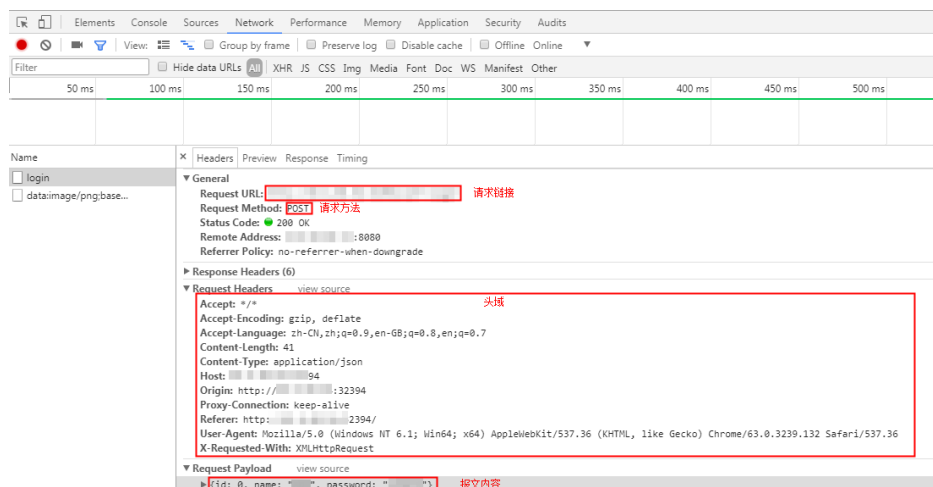 Elements Console Sources Network Performance Memory Application Security Audits
View: Group by frame Preserve log Disable cache Offline Online
Filter Hide data URLs All XHR JS CSS Img Media Font Doc WS Manifest Other
50 ms 100 ms 150 ms 200 ms 250 ms 300 ms 350 ms 400 ms 450 ms 500 ms
Name × Headers Preview Response Timing
login
data:image/png;base...
General
Request URL: 请求链接
Request Method: POST 请求方法
Status Code: 200 OK
Remote Address: :8080
Referrer Policy: no-referrer-when-downgrade
Response Headers (6)
Request Headers view source
头域
Accept: */*
Accept-Encoding: gzip, deflate
Accept-Language: zh-CN,zh;q=0.9,en-GB;q=0.8,en;q=0.7
Content-Length: 41
Content-Type: application/json
Host: 94
Origin: http:// :32394
Proxy-Connection: keep-alive
Referer: http: 2394/
User-Agent: Mozilla/5.0 (Windows NT 6.1; Win64; x64) AppleWebKit/537.36 (KHTML, like Gecko) Chrome/63.0.3239.132 Safari/537.36
X-Requested-With: XMLHttpRequest
Request Payload view source
{id: 0, name: " ", password: " "} 报文内容